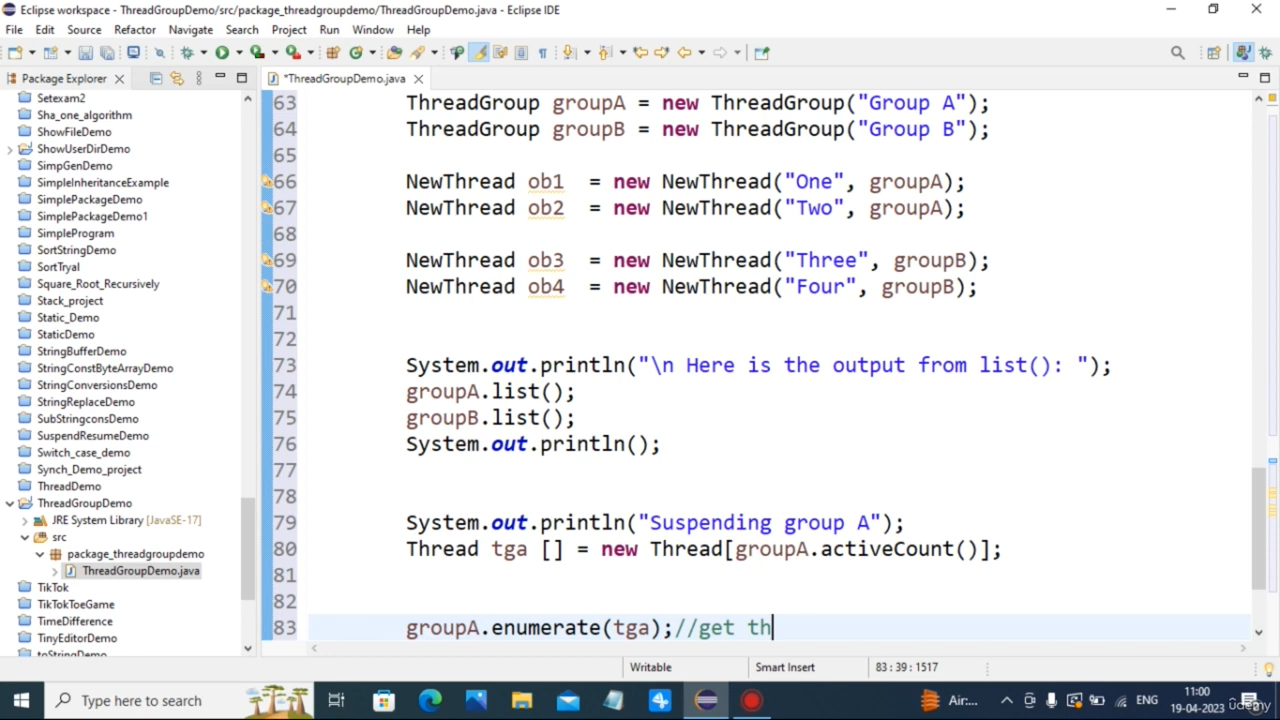 Eclipse workspace - ThreadGroupDemo/src/package_threadgroupdemo/ThreadGroupDemo.java - Eclipse IDE
File Edit Source Refactor Navigate Search Project Run Window Help
Package Explorer
*ThreadGroupDemo.java
Setexam2
Sha_one_algorithm
ShowFileDemo
ShowUserDirDemo
SimpGenDemo
SimpleInheritanceExample
SimplePackageDemo
SimplePackageDemo1
SimpleProgram
SortStringDemo
SortTryal
Square_Root_Recursively
Stack_project
Static_Demo
StaticDemo
StringBufferDemo
StringConstByteArrayDemo
StringConversionsDemo
StringReplaceDemo
SubStringconsDemo
SuspendResumeDemo
Switch_case_demo
Synch_Demo_project
ThreadDemo
ThreadGroupDemo
JRE System Library [JavaSE-17]
src
package_threadgroupdemo
ThreadGroupDemo.java
TikTok
TikTokToeGame
TimeDifference
TinyEditorDemo
toStringDemo
63 ThreadGroup groupA = new ThreadGroup("Group A");
64 ThreadGroup groupB = new ThreadGroup("Group B");
65
66 NewThread ob1 = new NewThread("One", groupA);
67 NewThread ob2 = new NewThread("Two", groupA);
68
69 NewThread ob3 = new NewThread("Three", groupB);
70 NewThread ob4 = new NewThread("Four", groupB);
71
72
73 System.out.println("\n Here is the output from list(): ");
74 groupA.list();
75 groupB.list();
76 System.out.println();
77
78
79 System.out.println("Suspending group A");
80 Thread tga [] = new Thread[groupA.activeCount()];
81
82
83 groupA.enumerate(tga);//get th
Writable Smart Insert 83 : 39 : 1517
Type here to search
Air:... ENG 11:00
19-04-2023
udemy